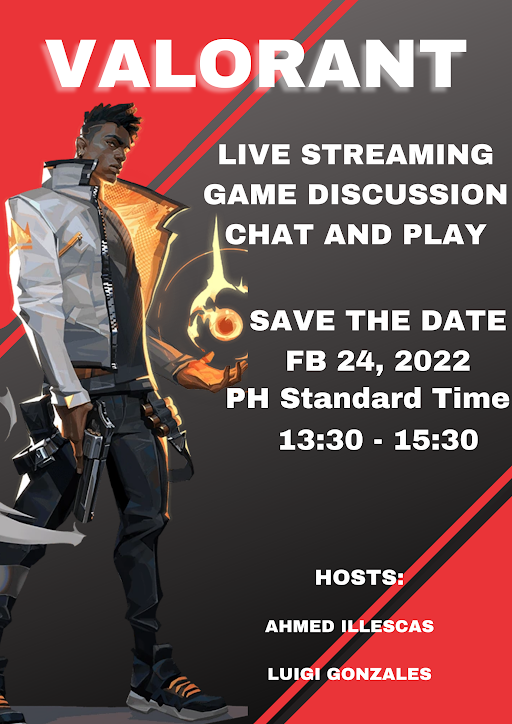 VALORANT
LIVE STREAMING
GAME DISCUSSION
CHAT AND PLAY
SAVE THE DATE
FB 24, 2022
PH Standard Time
13:30 - 15:30
HOSTS:
AHMED ILLESCAS
LUIGI GONZALES